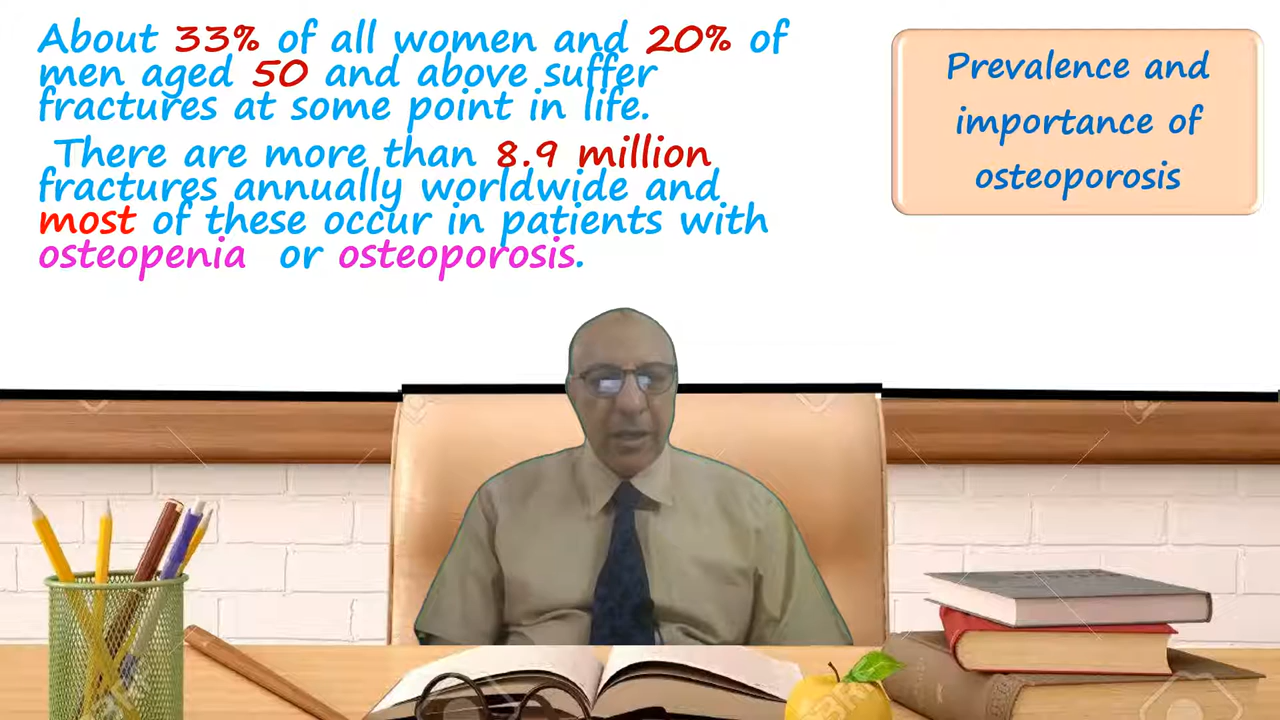 About 33% of all women and 20% of
men aged 50 and above suffer
fractures at some point in life.
There are more than 8.9 million
fractures annually worldwide and
most of these occur in patients with
osteopenia or osteoporosis.
Prevalence and
importance of
osteoporosis